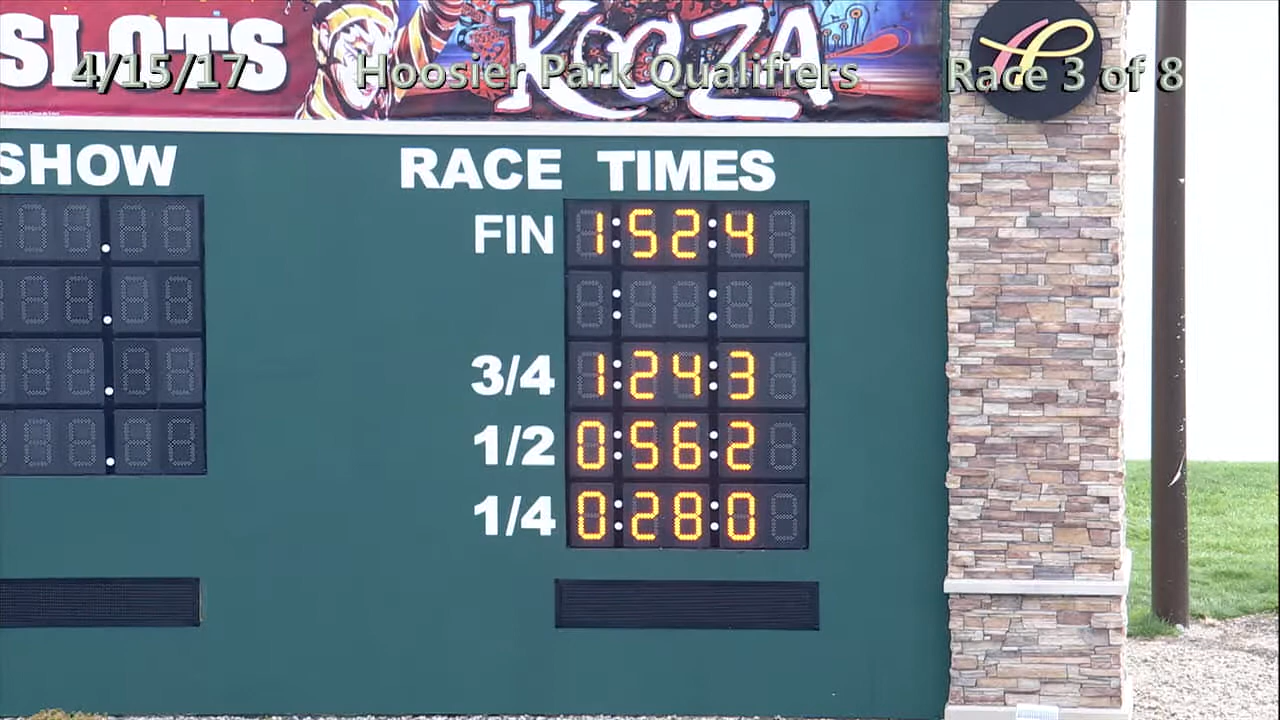 SLOTS KOOZA
4/15/17 Hoosier Park Qualifiers Race 3 of 8
SHOW RACE TIMES
FIN 1:52:4
3/4 1:24:3
1/2 0:56:2
1/4 0:28:0